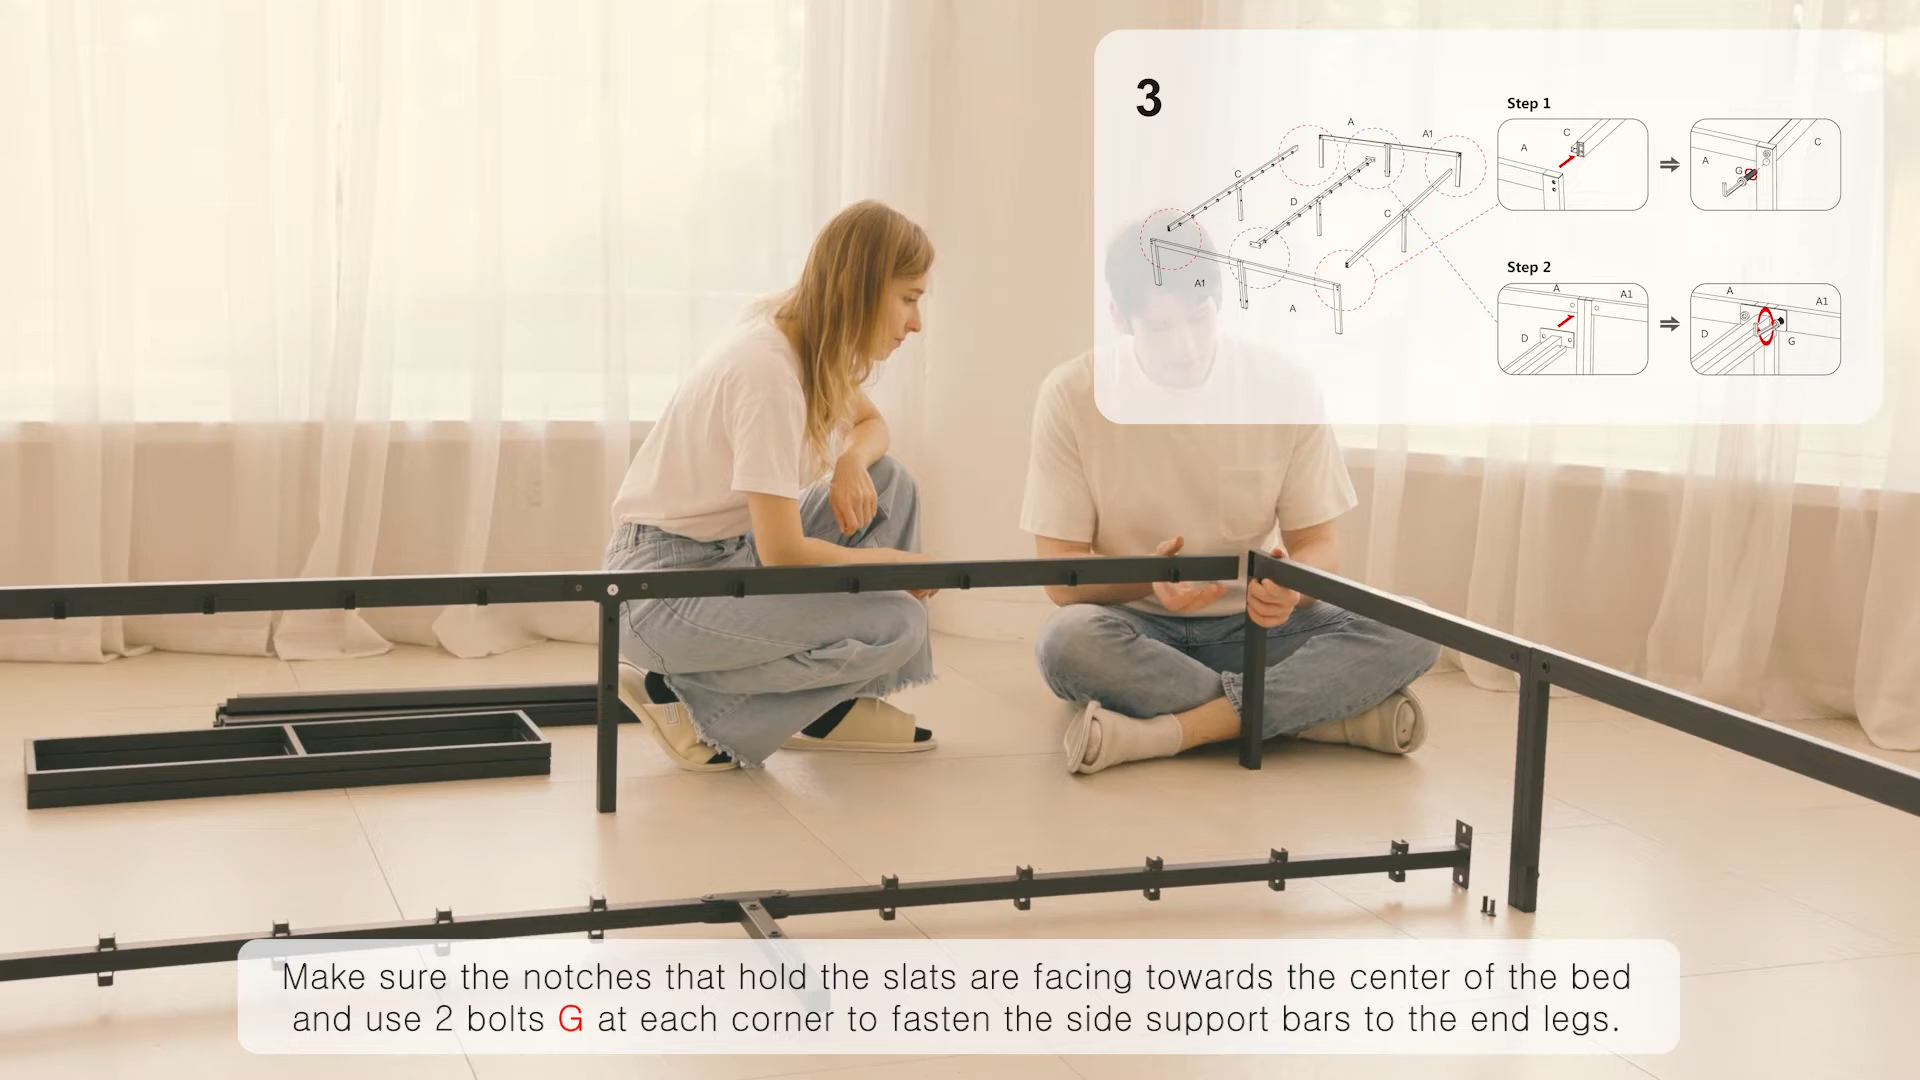 3
A
A1
C
D
C
A1
A
Step 1
A
C
A
G
C
Step 2
A
A1
D
A
A1
D
G
Make sure the notches that hold the slats are facing towards the center of the bed
and use 2 bolts G at each corner to fasten the side support bars to the end legs.